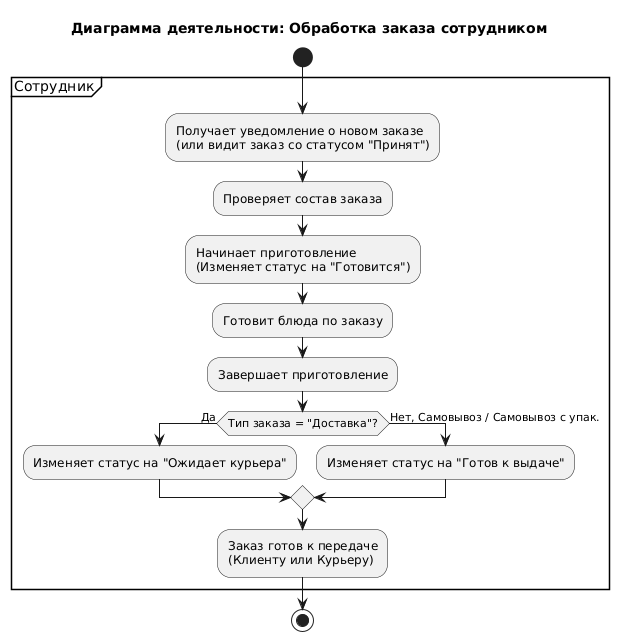 Диаграмма деятельности: Обработка заказа сотрудником
Сотрудник
Получает уведомление о новом заказе
(или видит заказ со статусом "Принят")
Проверяет состав заказа
Начинает приготовление
(Изменяет статус на "Готовится")
Готовит блюда по заказу
Завершает приготовление
Да
Тип заказа = "Доставка"?
Нет, Самовывоз / Самовывоз с упак.
Изменяет статус на "Ожидает курьера"
Изменяет статус на "Готов к выдаче"
Заказ готов к передаче
(Клиенту или Курьеру)